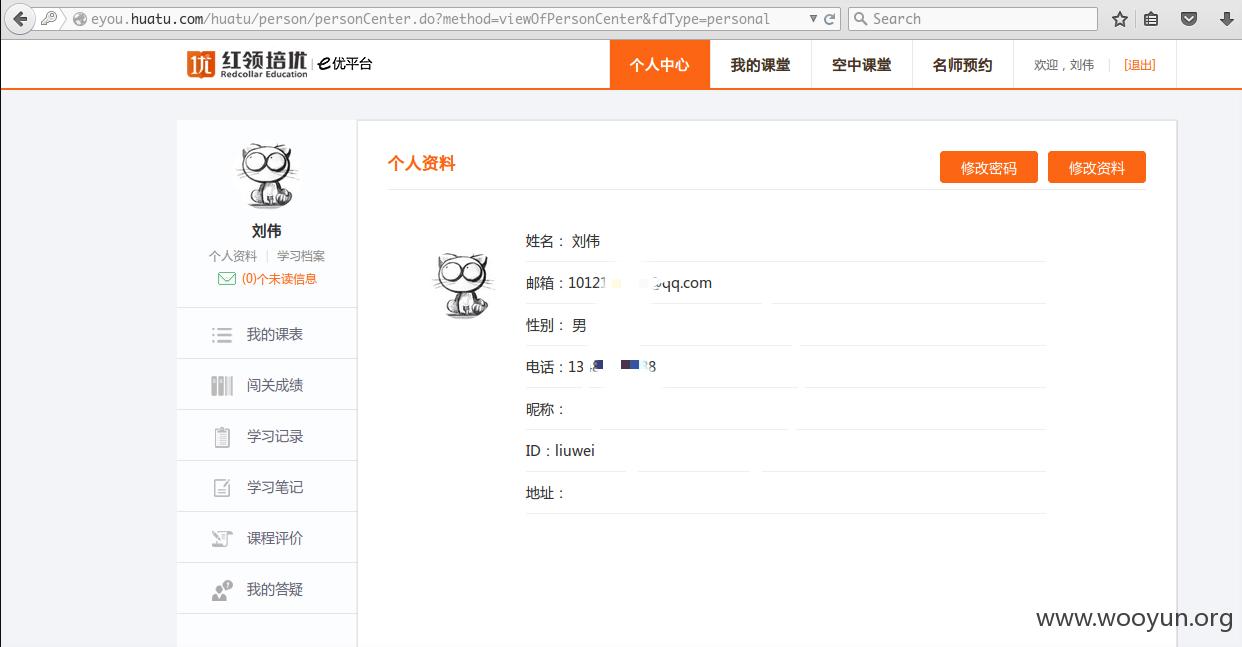 eyou.huatu.com/huatu/person/personCenter.do?method=viewOfPersonCenter&fdType=personal
Search
优 红领培优 e优平台
Redcollar Education
个人中心 我的课堂 空中课堂 名师预约 欢迎，刘伟 [退出]
刘伟
个人资料 学习档案
(0)个未读信息
我的课表
闯关成绩
学习记录
学习笔记
课程评价
我的答疑
个人资料
修改密码 修改资料
姓名： 刘伟
邮箱：10121 @qq.com
性别： 男
电话：13 8 8
昵称：
ID：liuwei
地址：
www.wooyun.org